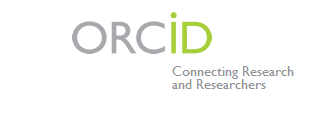 ORCiD
Connecting Research
and Researchers